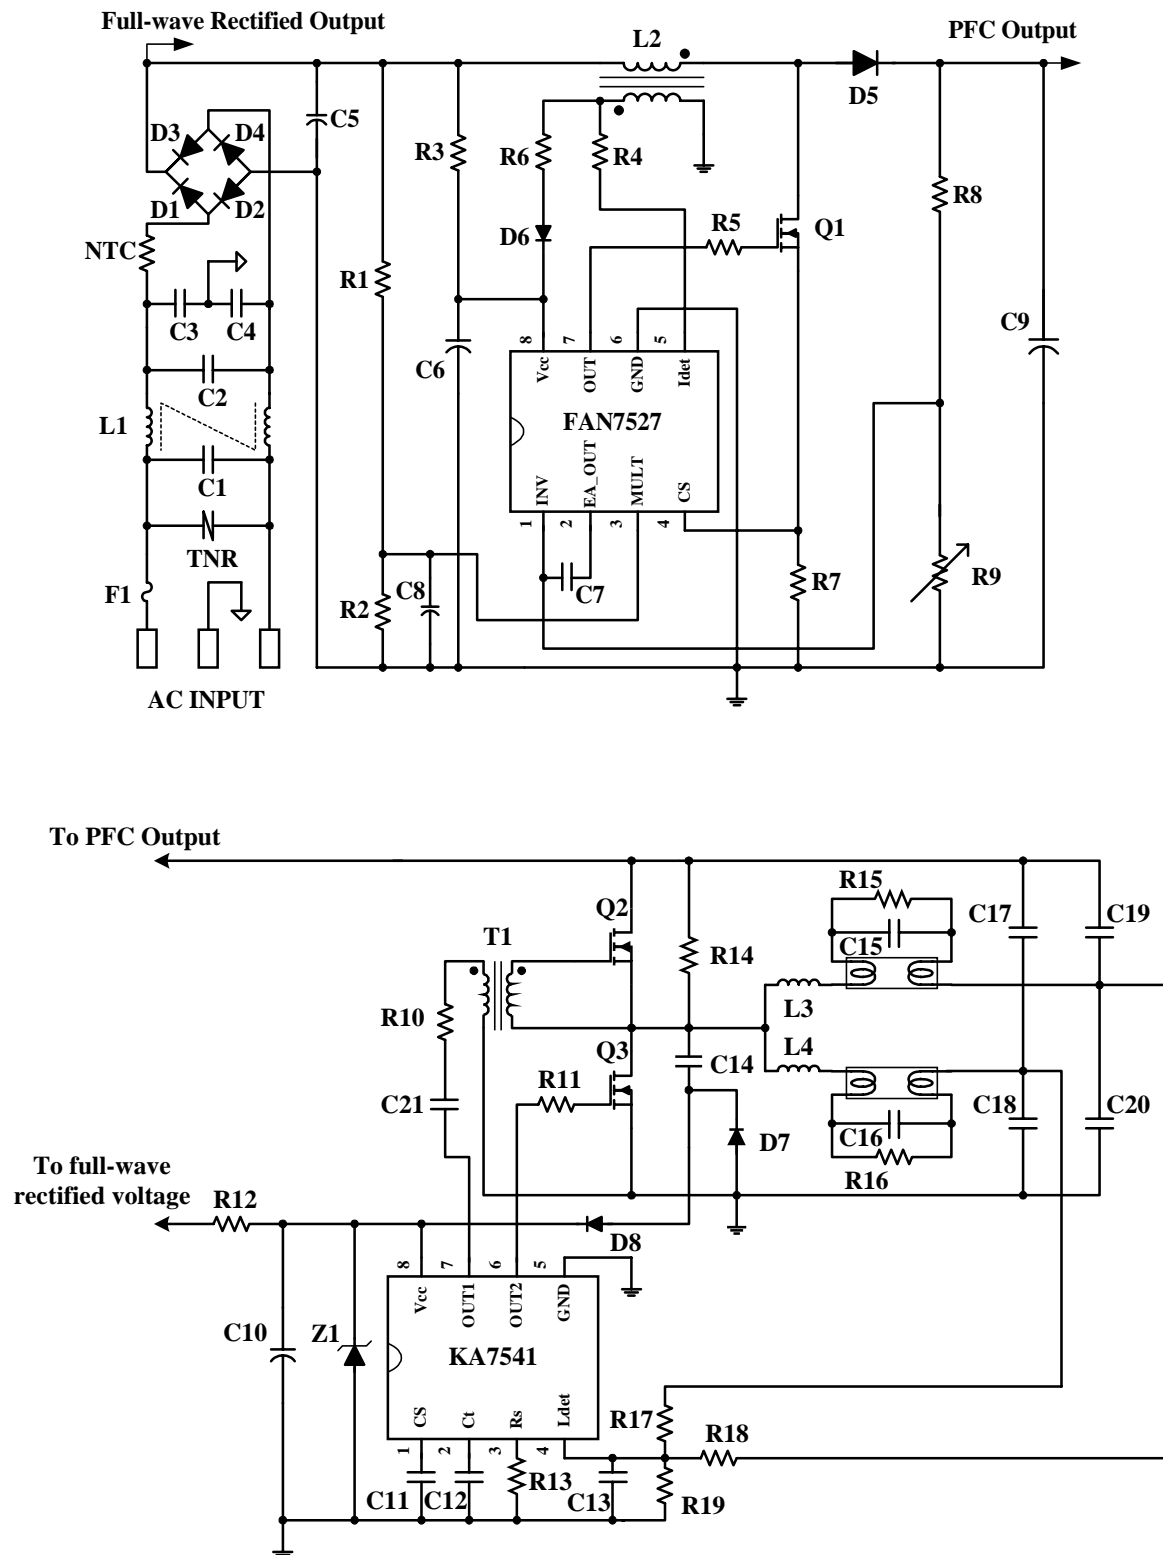 Full-wave Rectified Output
L2
PFC Output
D5
D3
D4
C5
R3
R6
R4
R8
D1
D2
R5
Q1
NTC
D6
R1
C3
C4
C9
C6
8
7
6
5
Vcc
OUT
GND
Idet
C2
L1
FAN7527
C1
INV
EA_OUT
MULT
CS
1
2
3
4
TNR
F1
C8
C7
R7
R9
R2
AC INPUT
To PFC Output
R15
Q2
C17
C19
T1
C15
R14
R10
L3
Q3
L4
C14
R11
C21
C18
C20
C16
D7
To full-wave
rectified voltage
R12
R16
D8
8
7
6
5
Vcc
OUT1
OUT2
GND
C10
Z1
KA7541
CS
Ct
Rs
Ldet
R17
R18
1
2
3
4
R13
C11
C12
C13
R19